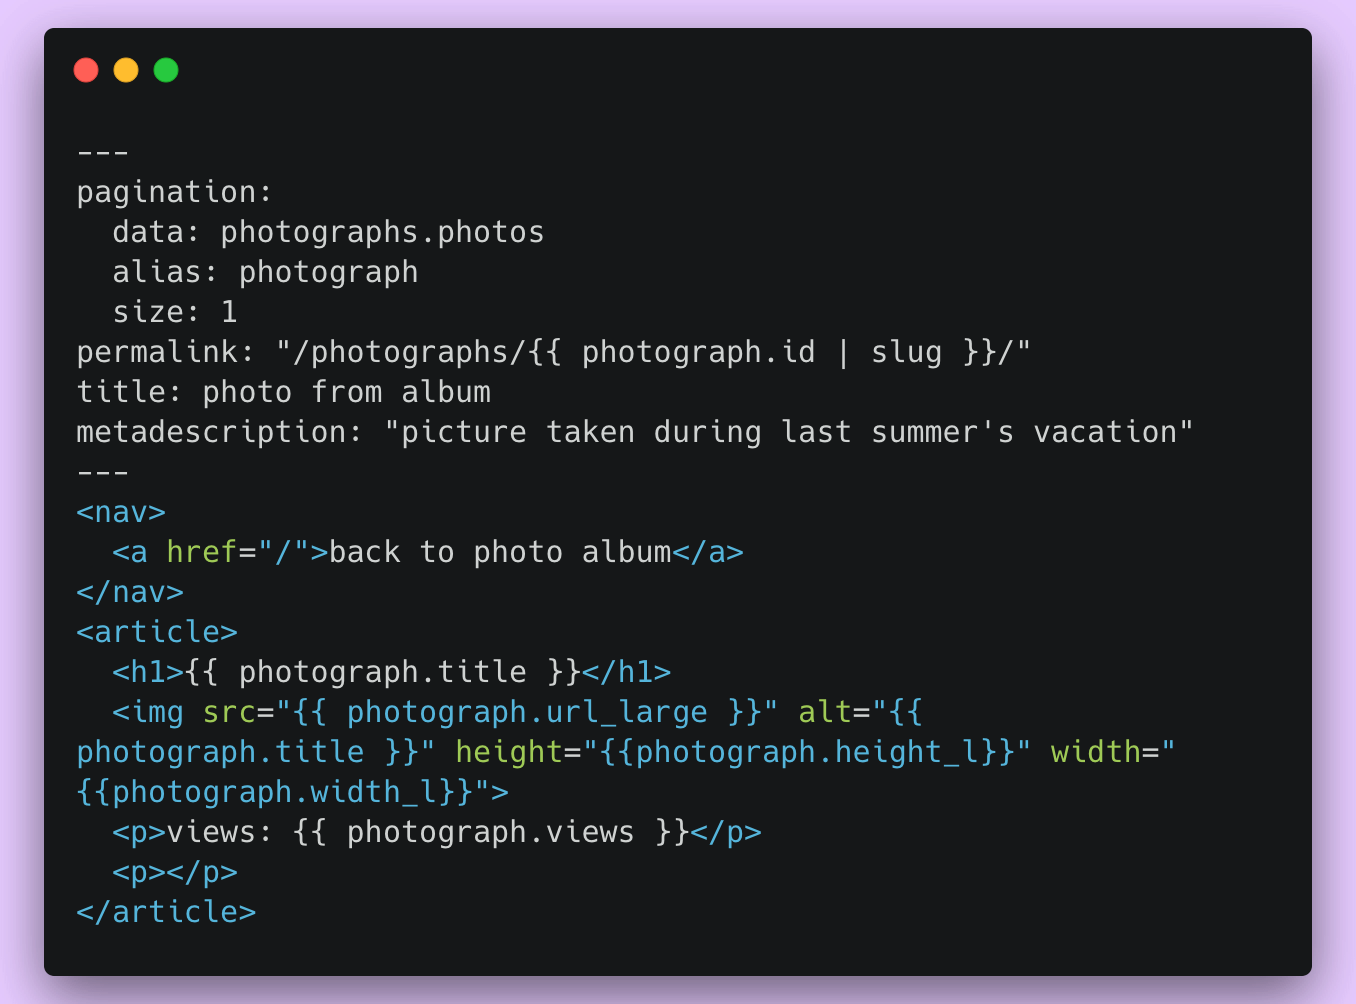 ---
pagination:
  data: photographs.photos
  alias: photograph
  size: 1
permalink: "/photographs/{{ photograph.id | slug }}/"
title: photo from album
metadescription: "picture taken during last summer's vacation"
---
<nav>
  <a href="/">back to photo album</a>
</nav>
<article>
  <h1>{{ photograph.title }}</h1>
  <img src="{{ photograph.url_large }}" alt="{{
photograph.title }}" height="{{photograph.height_l}}" width="
{{photograph.width_l}}">
  <p>views: {{ photograph.views }}</p>
  <p></p>
</article>